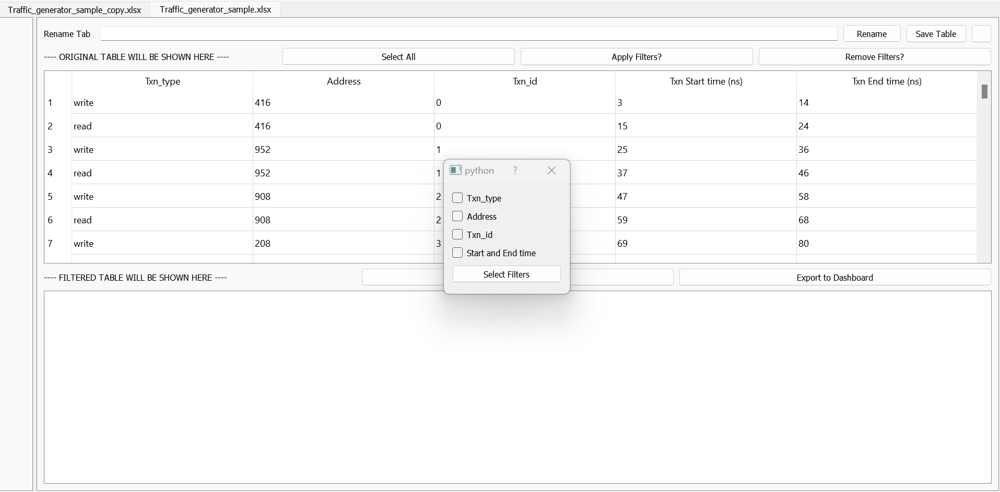 Traffic_generator_sample_copy.xlsx Traffic_generator_sample.xlsx
Rename Tab Rename Save Table
---- ORIGINAL TABLE WILL BE SHOWN HERE ---- Select All Apply Filters? Remove Filters?
Txn_type Address Txn_id Txn Start time (ns) Txn End time (ns)
1 write 416 0 3 14
2 read 416 0 15 24
3 write 952 1 25 36
4 read 952 1 37 46
5 write 908 2 47 58
6 read 908 2 59 68
7 write 208 3 69 80
python ?
Txn_type
Address
Txn_id
Start and End time
Select Filters
---- FILTERED TABLE WILL BE SHOWN HERE ---- Export to Dashboard